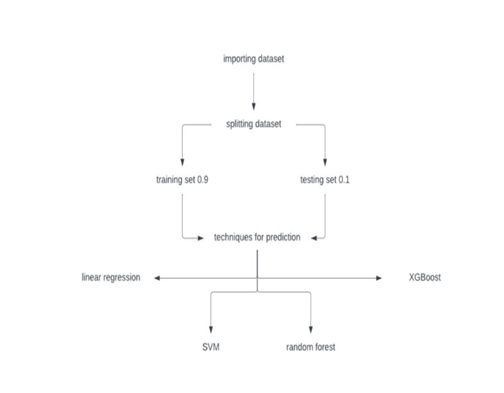 importing dataset
splitting dataset
training set 0.9
testing set 0.1
techniques for prediction
linear regression
XGBoost
SVM
random forest